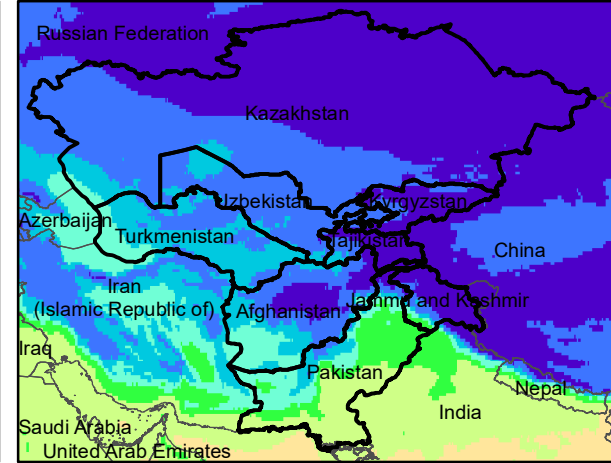 Russian Federation
Kazakhstan
Uzbekistan
Kyrgyzstan
Azerbaijan
Turkmenistan
Tajikistan
China
Iran
(Islamic Republic of)
Afghanistan
Jammu and Kashmir
Iraq
Pakistan
Nepal
India
Saudi Arabia
United Arab Emirates